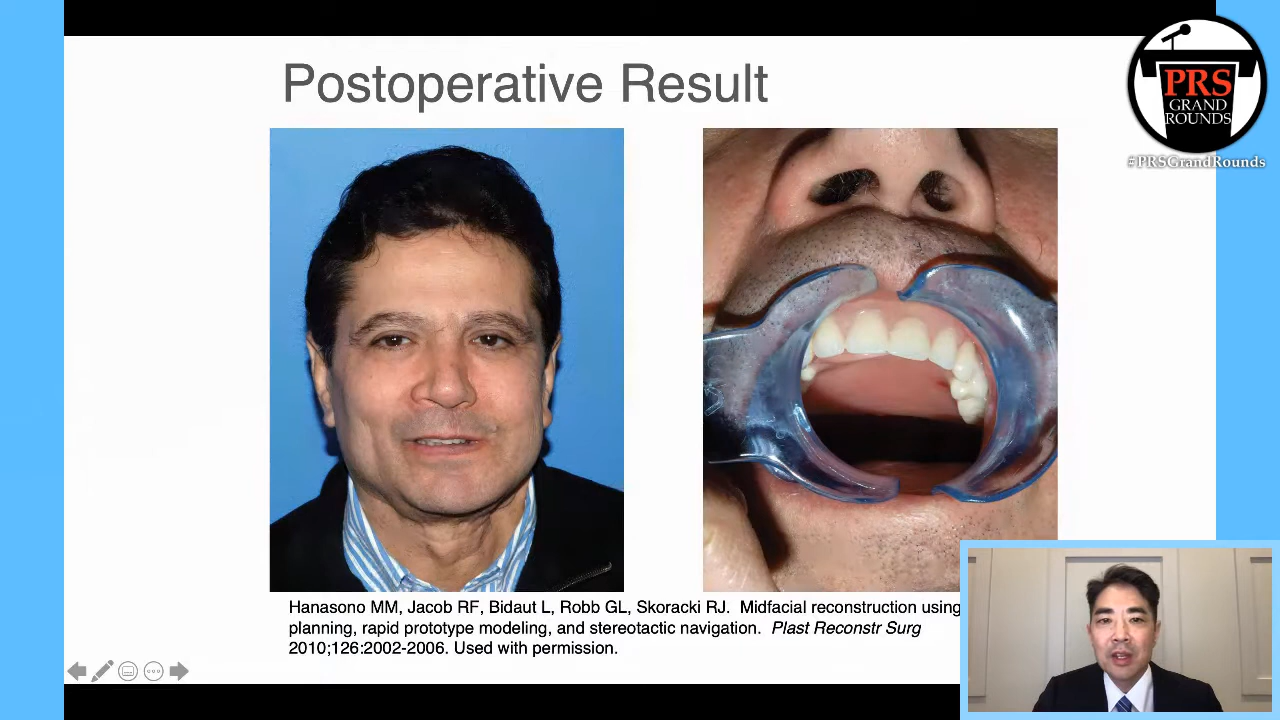 Postoperative Result
PRS
GRAND
ROUNDS
#PRSGrandRounds
Hanasono MM, Jacob RF, Bidaut L, Robb GL, Skoracki RJ. Midfacial reconstruction using
planning, rapid prototype modeling, and stereotactic navigation. Plast Reconstr Surg
2010;126:2002-2006. Used with permission.